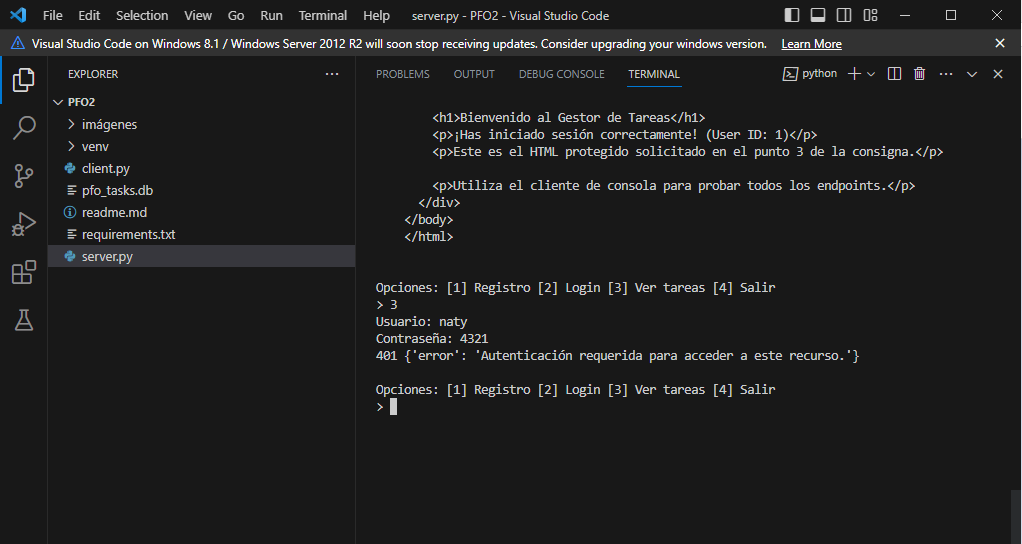 File Edit Selection View Go Run Terminal Help server.py - PFO2 - Visual Studio Code
Visual Studio Code on Windows 8.1 / Windows Server 2012 R2 will soon stop receiving updates. Consider upgrading your windows version. Learn More
EXPLORER
PFO2
imágenes
venv
client.py
pfo_tasks.db
readme.md
requirements.txt
server.py
PROBLEMS OUTPUT DEBUG CONSOLE TERMINAL python
<h1>Bienvenido al Gestor de Tareas</h1>
<p>¡Has iniciado sesión correctamente! (User ID: 1)</p>
<p>Este es el HTML protegido solicitado en el punto 3 de la consigna.</p>
<p>Utiliza el cliente de consola para probar todos los endpoints.</p>
</div>
</body>
</html>
Opciones: [1] Registro [2] Login [3] Ver tareas [4] Salir
> 3
Usuario: naty
Contraseña: 4321
401 {'error': 'Autenticación requerida para acceder a este recurso.'}
Opciones: [1] Registro [2] Login [3] Ver tareas [4] Salir
>